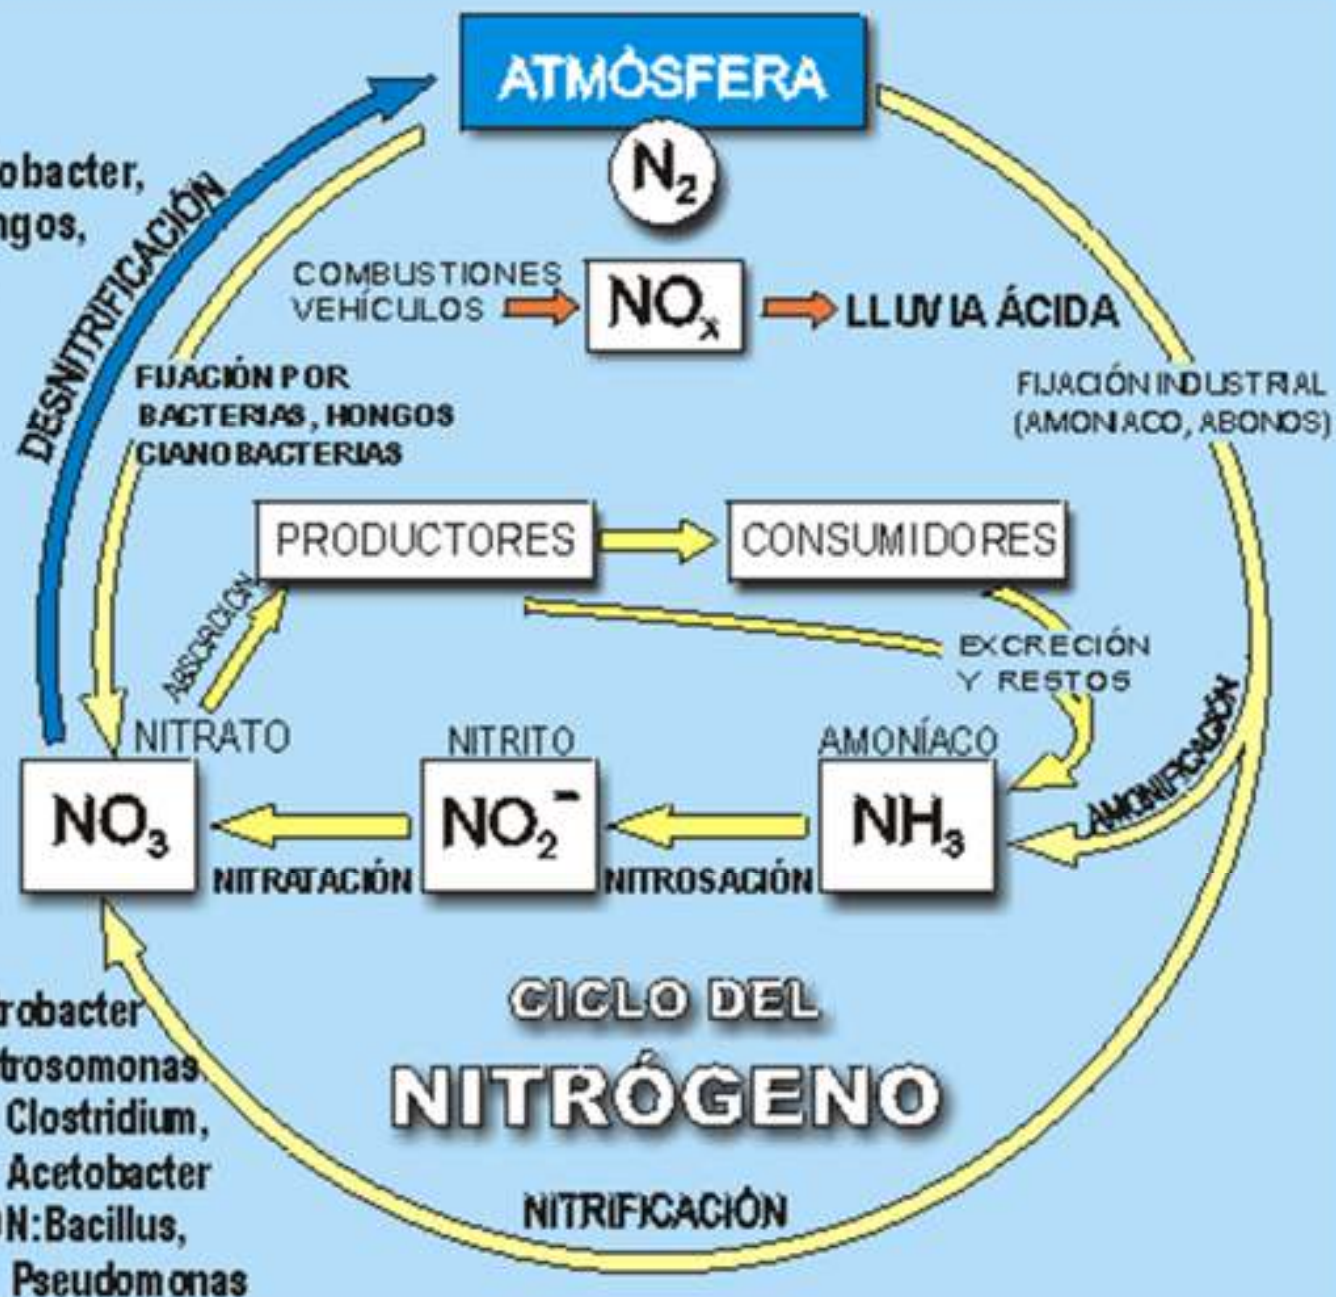 ATMÓSFERA
N₂
obacter,
ngos,
DESNITRIFICACIÓN
COMBUSTIONES
VEHÍCULOS
NOₓ
LLUVIA ÁCIDA
FIJACIÓN POR
BACTERIAS, HONGOS
CIANOBACTERIAS
FIJACIÓN INDUSTRIAL
(AMONIACO, ABONOS)
PRODUCTORES
CONSUMIDORES
ABSORCIÓN
EXCRECIÓN
Y RESTOS
NITRATO
NITRITO
AMONÍACO
AMONIFICACIÓN
NO₃
NO₂⁻
NH₃
NITRATACIÓN
NITROSACIÓN
CICLO DEL
NITRÓGENO
robacter
trosomonas.
Clostridium,
Acetobacter
ÓN:Bacillus,
Pseudomonas
NITRIFICACIÓN